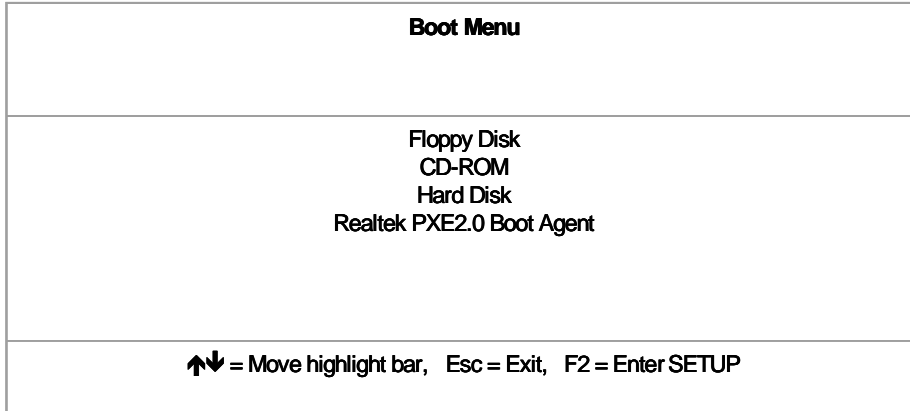 Boot Menu
Floppy Disk
CD-ROM
Hard Disk
Realtek PXE2.0 Boot Agent
↑↓ = Move highlight bar, Esc = Exit, F2 = Enter SETUP